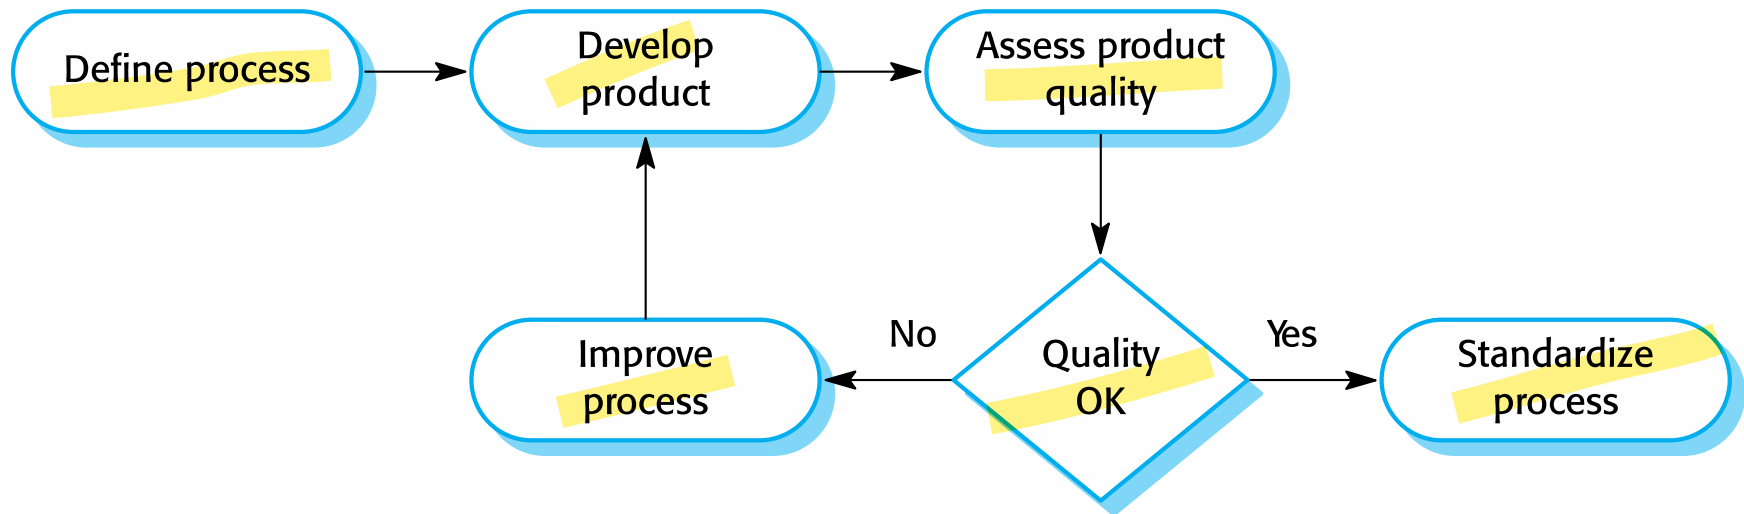 Define process
Develop
product
Assess product
quality
Improve
process
No
Quality
OK
Yes
Standardize
process